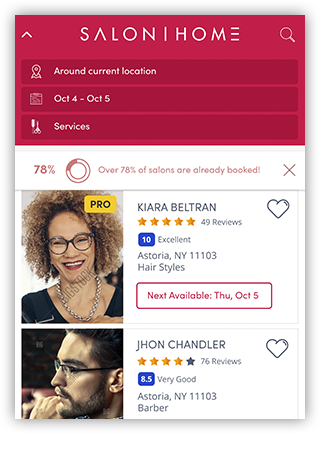 SALON|HOME
Around current location
Oct 4 - Oct 5
Services
78%
Over 78% of salons are already booked!
PRO
KIARA BELTRAN
49 Reviews
10 Excellent
Astoria, NY 11103
Hair Styles
Next Available: Thu, Oct 5
JHON CHANDLER
76 Reviews
8.5 Very Good
Astoria, NY 11103
Barber